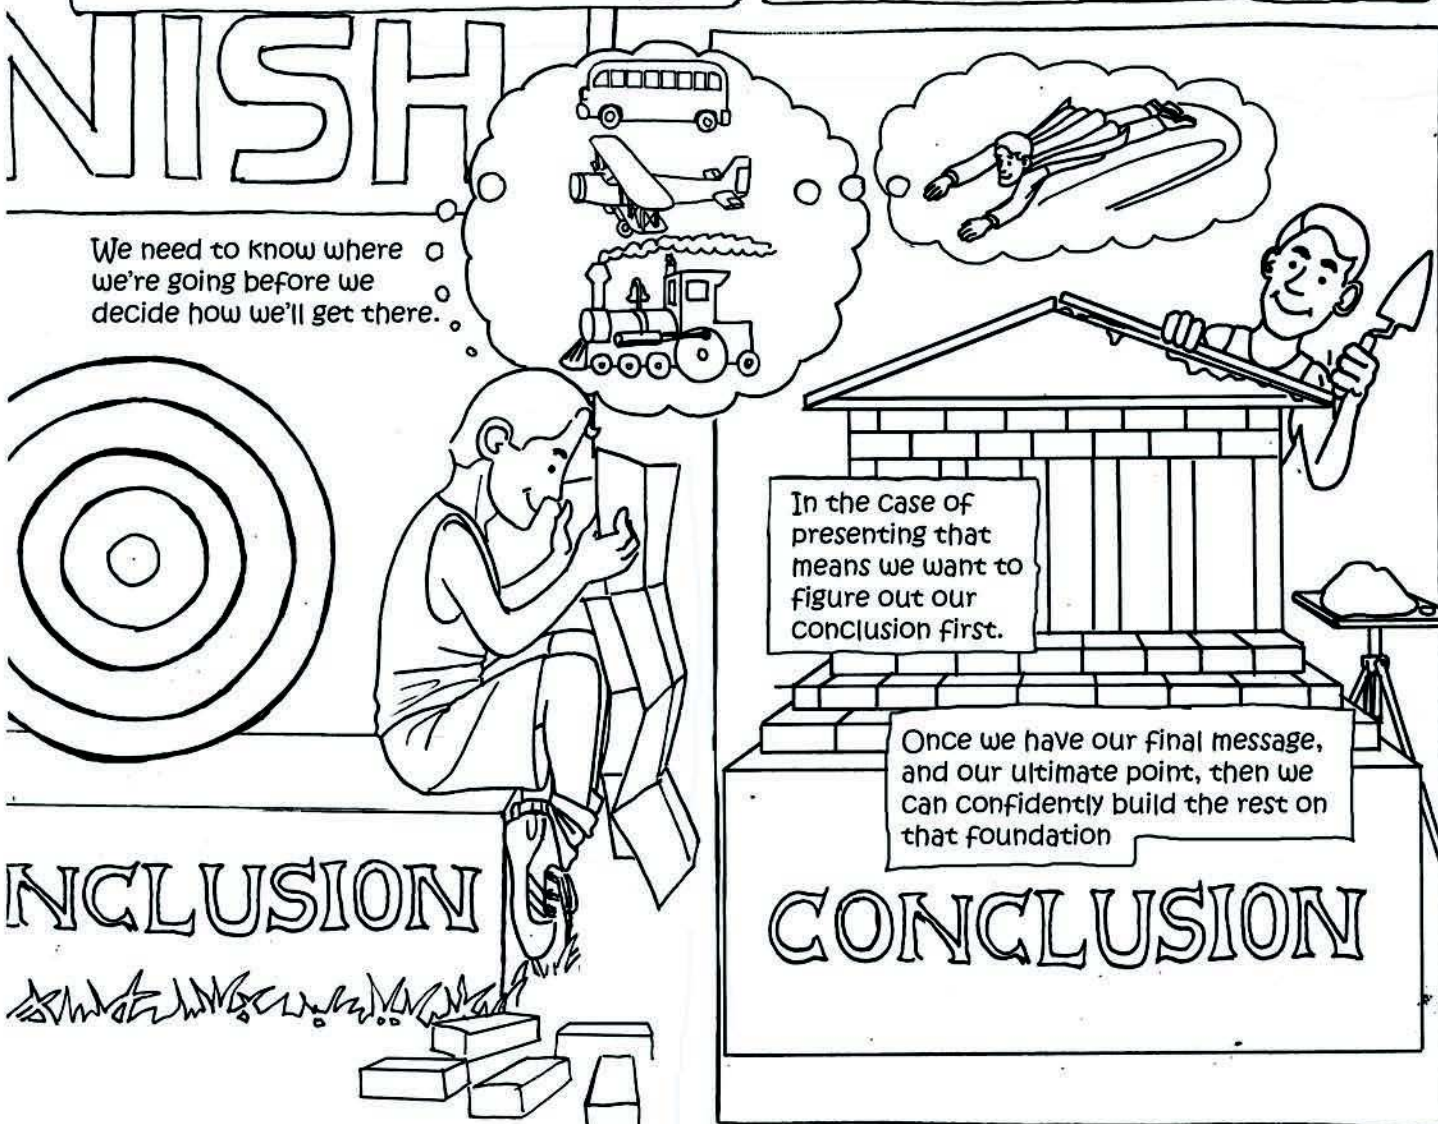 NISH
We need to know where
we're going before we
decide how we'll get there.
NCLUSION
In the case of
presenting that
means we want to
figure out our
conclusion first.
Once we have our final message,
and our ultimate point, then we
can confidently build the rest on
that foundation
CONCLUSION